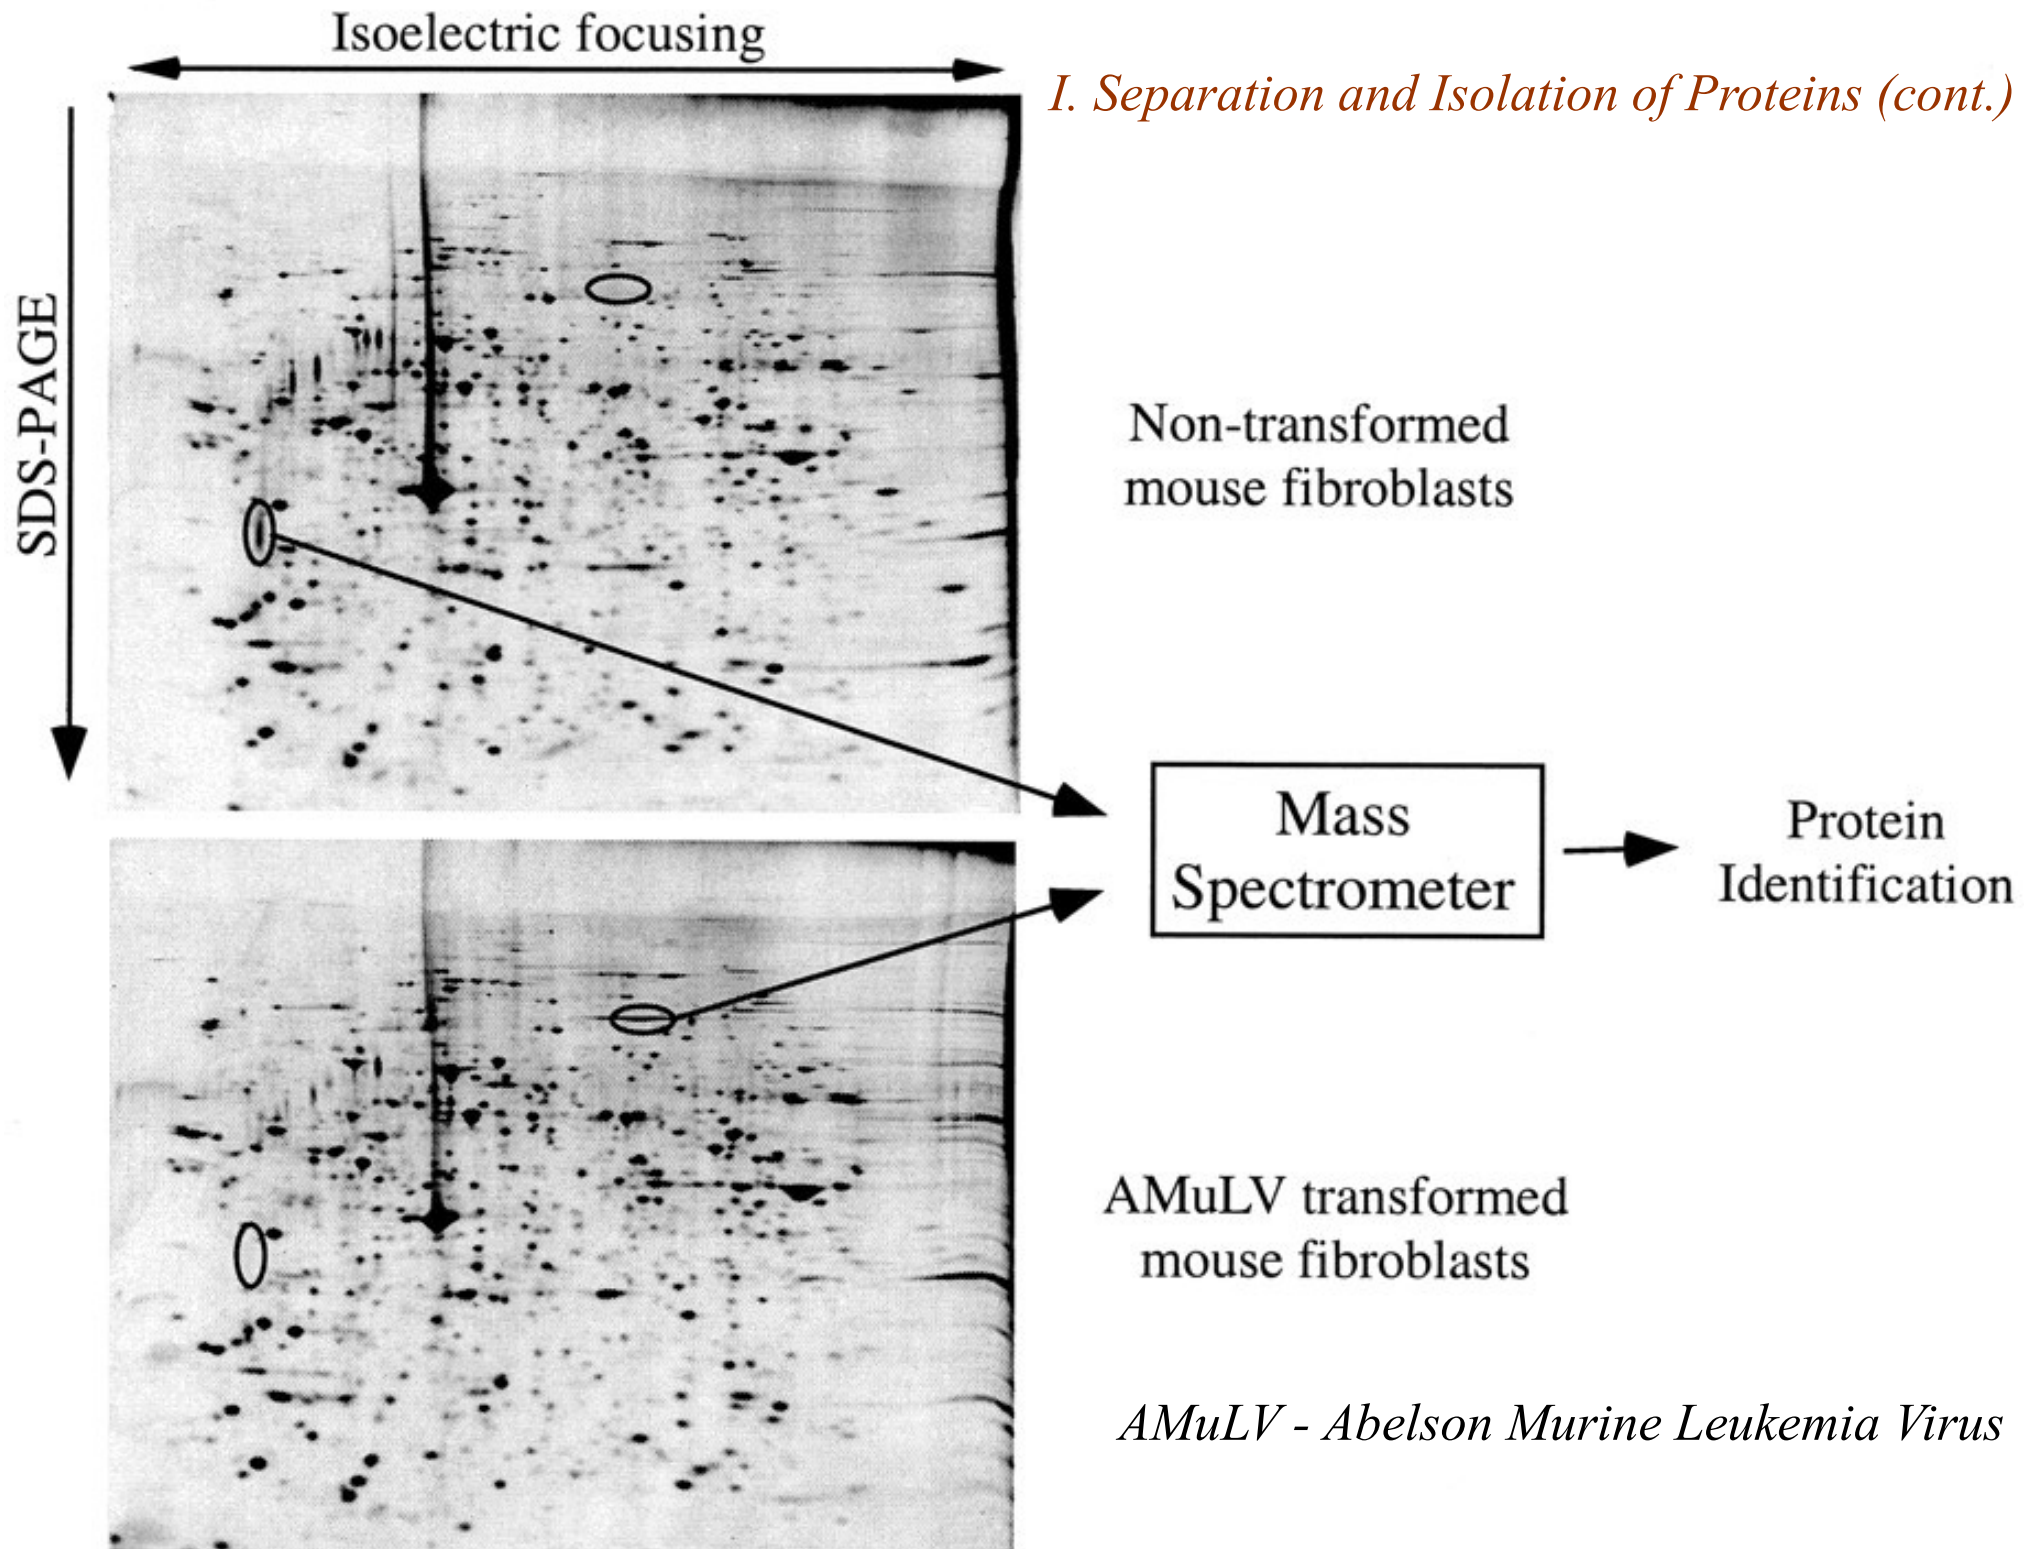 Isoelectric focusing
I. Separation and Isolation of Proteins (cont.)
SDS-PAGE
Non-transformed
mouse fibroblasts
Mass
Spectrometer
Protein
Identification
AMuLV transformed
mouse fibroblasts
AMuLV - Abelson Murine Leukemia Virus